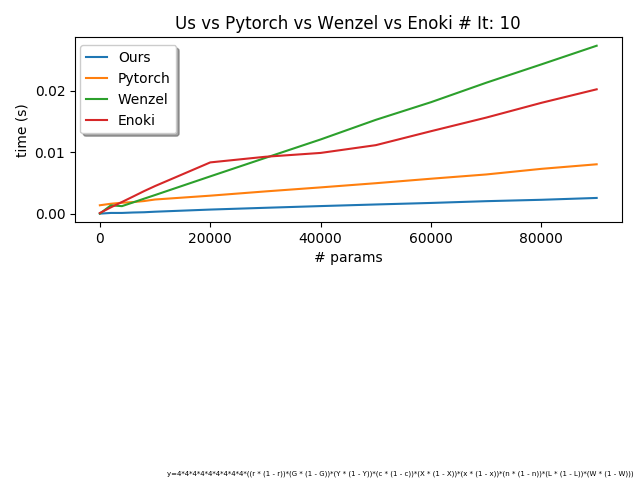 Us vs Pytorch vs Wenzel vs Enoki # It: 10
Ours
Pytorch
Wenzel
Enoki
time (s)
0.02
0.01
0.00
0
20000
40000
60000
80000
# params
y=4*4*4*4*4*4*4*4*4*((r * (1 - r))*(G * (1 - G))*(Y * (1 - Y))*(c * (1 - c))*(X * (1 - X))*(x * (1 - x))*(n * (1 - n))*(L * (1 - L))*(W * (1 - W)))